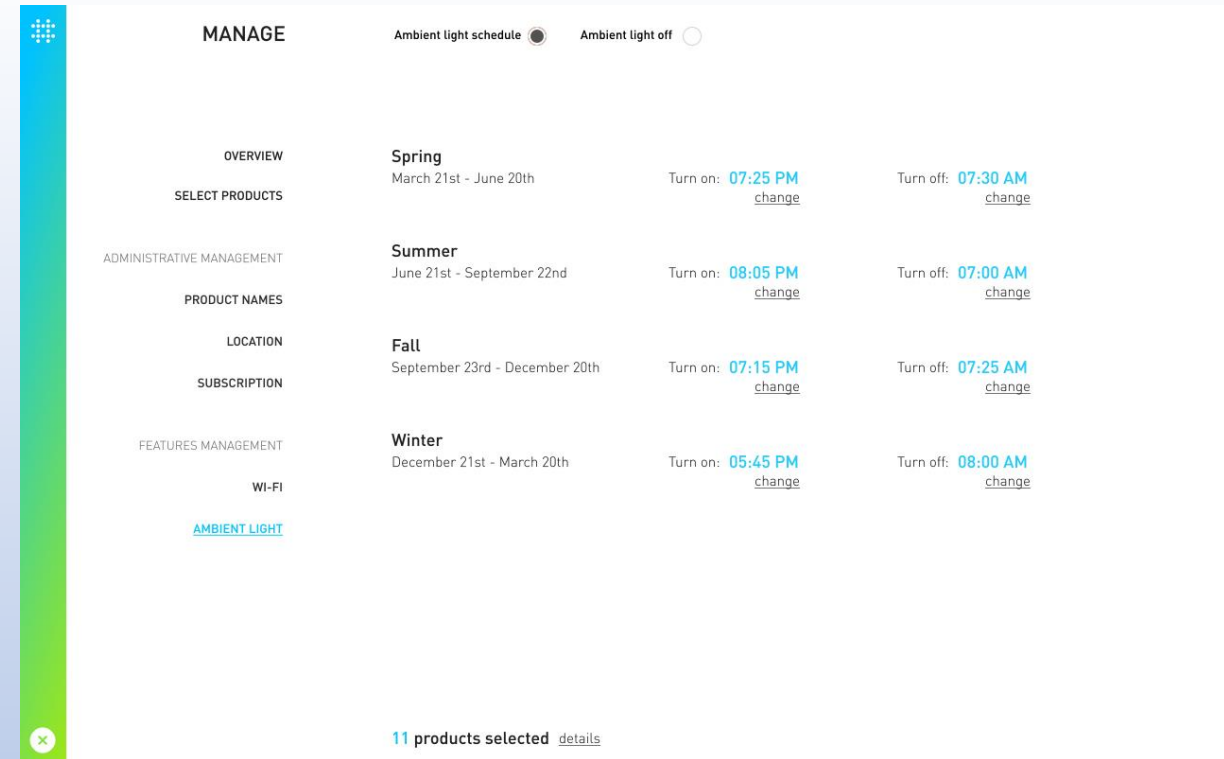 MANAGE
Ambient light schedule
Ambient light off
OVERVIEW
SELECT PRODUCTS
ADMINISTRATIVE MANAGEMENT
PRODUCT NAMES
LOCATION
SUBSCRIPTION
FEATURES MANAGEMENT
WI-FI
AMBIENT LIGHT
Spring
March 21st - June 20th Turn on: 07:25 PM Turn off: 07:30 AM
change change
Summer
June 21st - September 22nd Turn on: 08:05 PM Turn off: 07:00 AM
change change
Fall
September 23rd - December 20th Turn on: 07:15 PM Turn off: 07:25 AM
change change
Winter
December 21st - March 20th Turn on: 05:45 PM Turn off: 08:00 AM
change change
11 products selected details